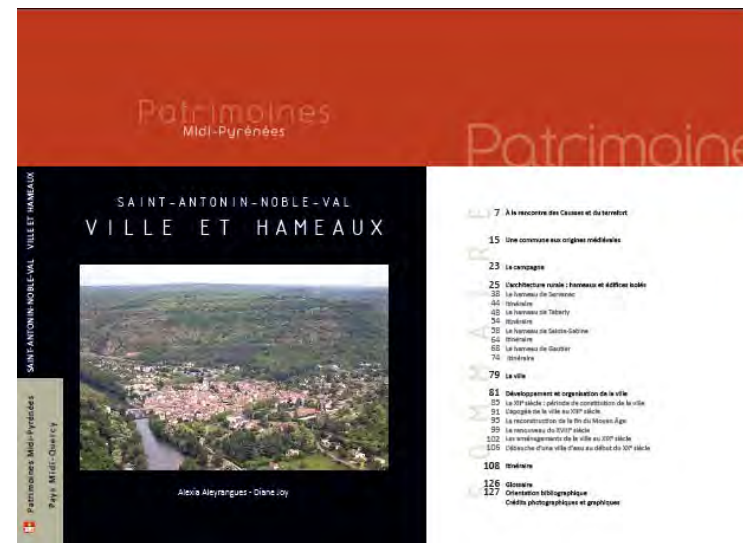 Patrimoines
Midi-Pyrénées
SAINT-ANTONIN-NOBLE-VAL
VILLE ET HAMEAUX
Alexia Aleyrangues - Diane Joy
SAINT-ANTONIN-NOBLE-VAL VILLE ET HAMEAUX
Patrimoines Midi-Pyrénées
Pays Midi-Quercy
Patrimoine
SOMMAIRE
7 À la rencontre des Causses et du terrefort
15 Une commune aux origines médiévales
23 La campagne
25 L'architecture rurale : hameaux et édifices isolés
38 Le hameau de Servanac
44 Itinéraire
48 Le hameau de Téberly
54 Itinéraire
58 Le hameau de Sainte-Sabine
64 Itinéraire
68 Le hameau de Gautier
74 Itinéraire
79 La ville
81 Développement et organisation de la ville
85 Le XIIe siècle : période de constitution de la ville
91 L'apogée de la ville au XIIIe siècle
95 La reconstruction de la fin du Moyen Âge
99 Le renouveau du XVIIe siècle
102 Les aménagements de la ville au XIXe siècle
106 L'ébauche d'une ville d'eau au début du XXe siècle
108 Itinéraire
126 Glossaire
127 Orientation bibliographique
Crédits photographiques et graphiques